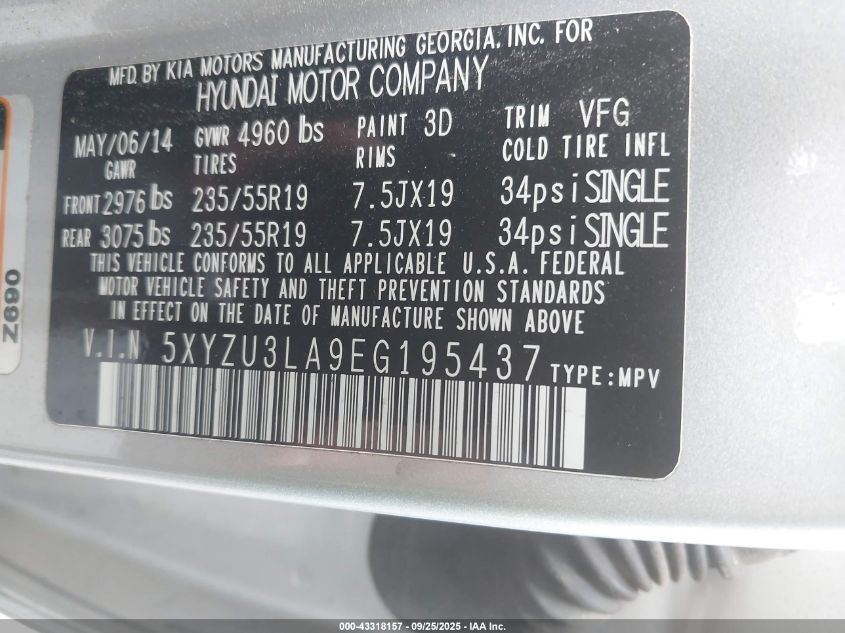 MFD. BY KIA MOTORS MANUFACTURING GEORGIA. INC. FOR
HYUNDAI MOTOR COMPANY
MAY/06/14 GVWR 4960 lbs PAINT 3D TRIM VFG
GAWR TIRES RIMS COLD TIRE INFL
FRONT 2976 lbs 235/55R19 7.5JX19 34psi SINGLE
REAR 3075 lbs 235/55R19 7.5JX19 34psi SINGLE
THIS VEHICLE CONFORMS TO ALL APPLICABLE U.S.A. FEDERAL
MOTOR VEHICLE SAFETY AND THEFT PREVENTION STANDARDS
IN EFFECT ON THE DATE OF MANUFACTURE SHOWN ABOVE
V.I.N 5XYZU3LA9EG195437 TYPE:MPV
Z690
000-43318157 - 09/25/2025 - IAA Inc.